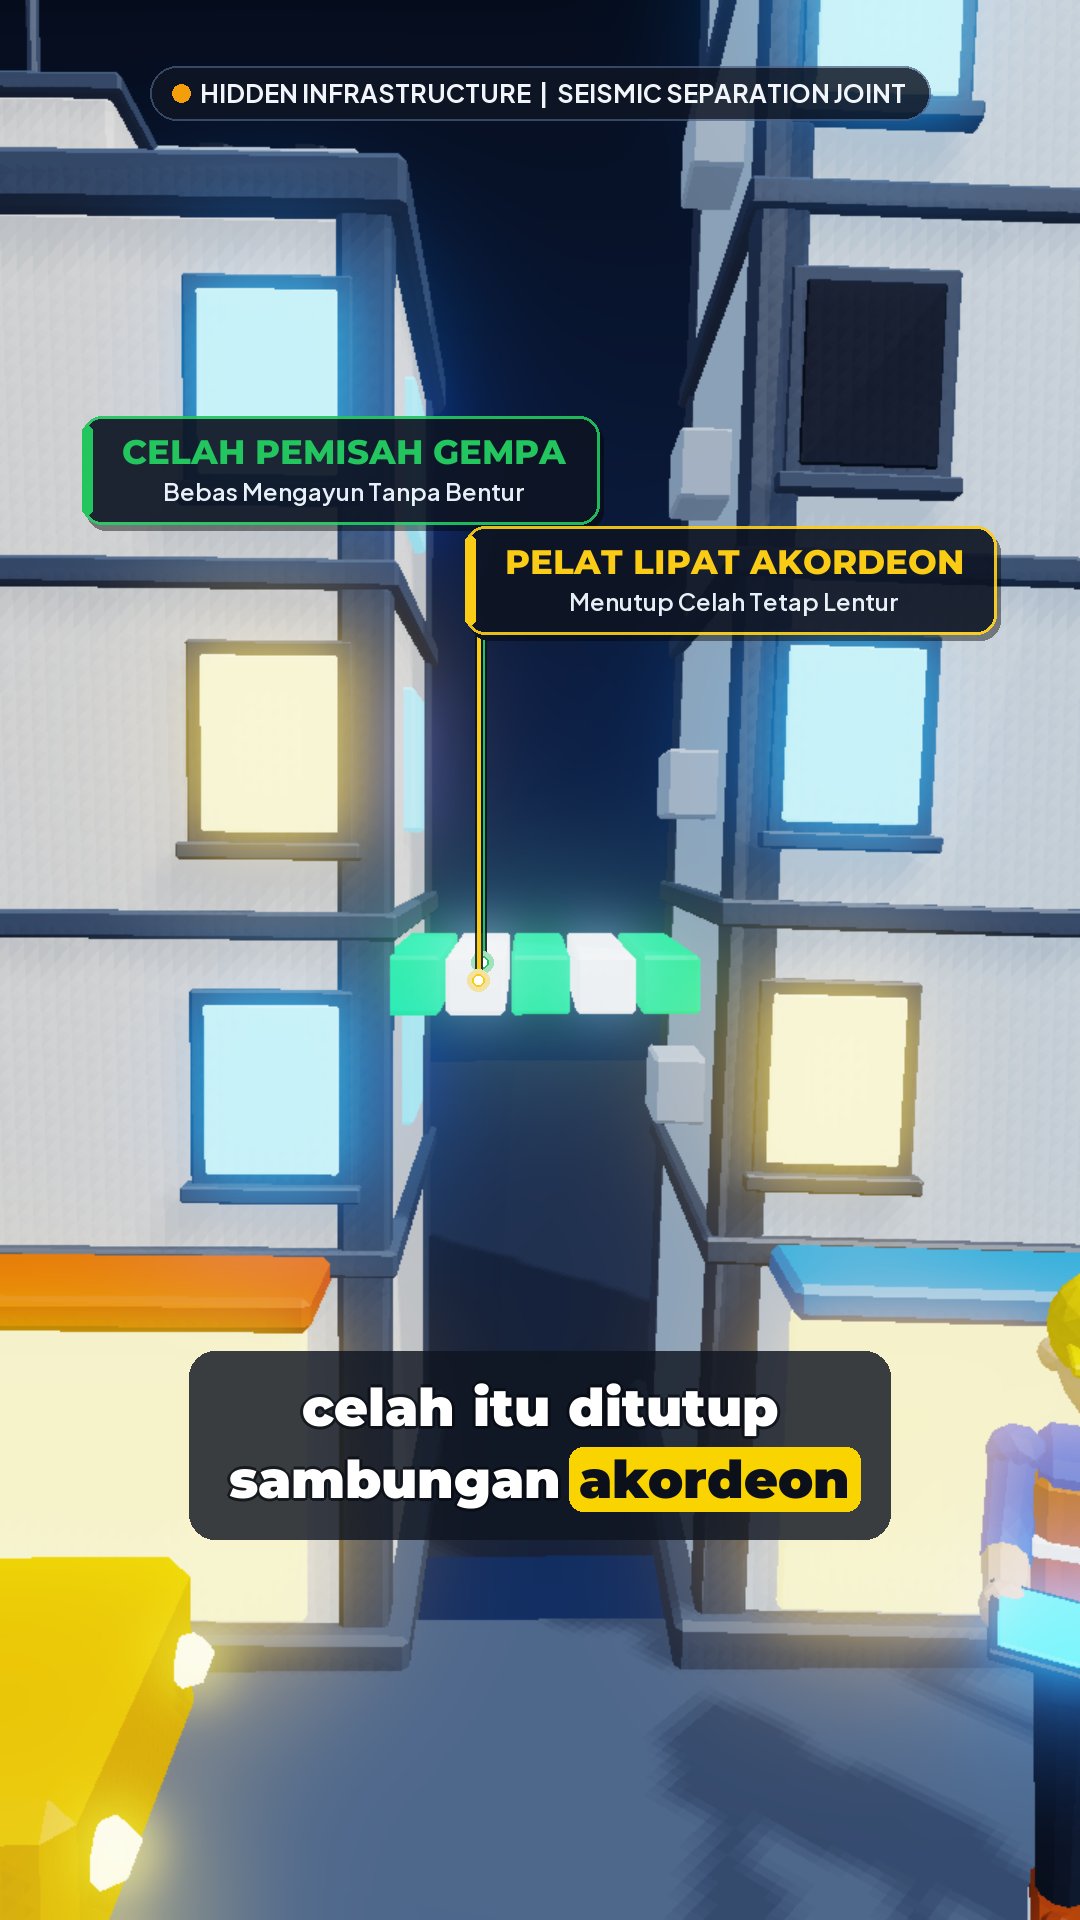 HIDDEN INFRASTRUCTURE | SEISMIC SEPARATION JOINT
CELAH PEMISAH GEMPA
Bebas Mengayun Tanpa Bentur
PELAT LIPAT AKORDEON
Menutup Celah Tetap Lentur
celah itu ditutup
sambungan akordeon